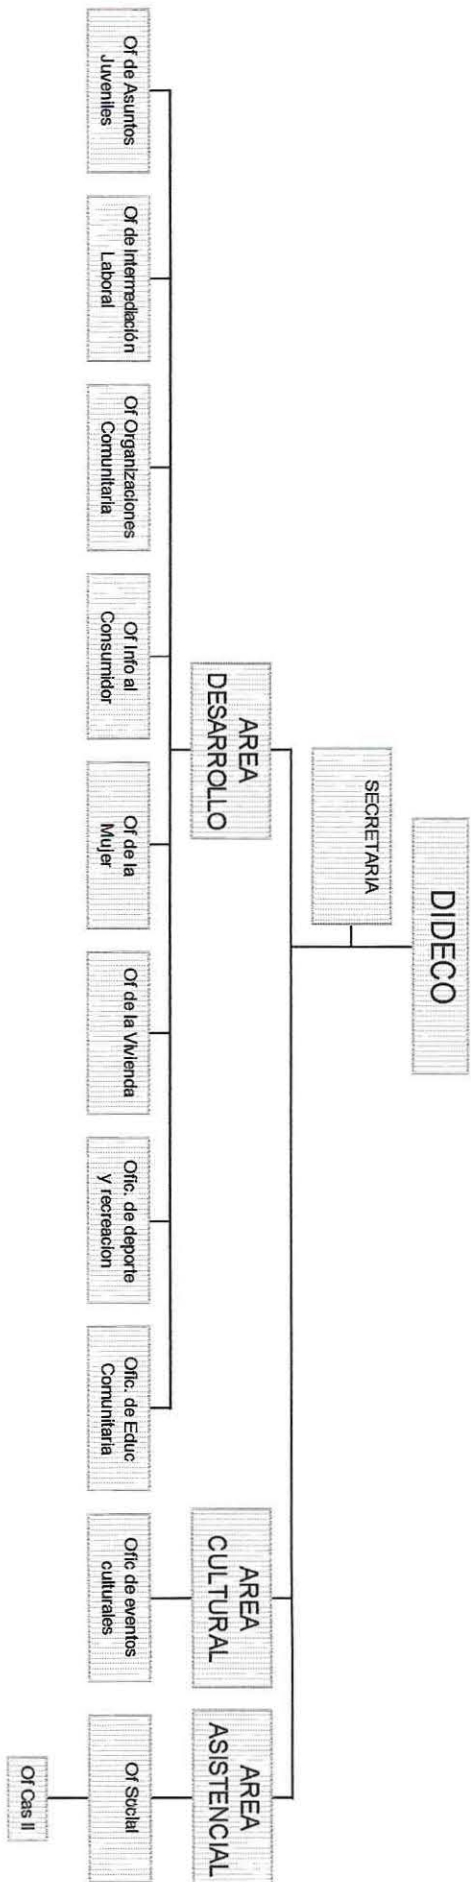 DIDECO
SECRETARIA
AREA
DESARROLLO
AREA
CULTURAL
AREA
ASISTENCIAL
Of de Asuntos
Juveniles
Of de Intermediación
Laboral
Of Organizaciones
Comunitaria
Of Info al
Consumidor
Of de la
Mujer
Of de la Vivienda
Ofic. de deporte
y recreacion
Ofic. de Educ
Comunitaria
Ofic de eventos
culturales
Of Social
Of Cas II